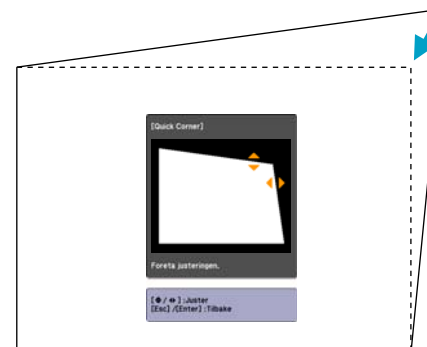 [Quick Corner]
Foreta justeringen.
[ / ] :Juster
[Esc] /[Enter] :Tilbake